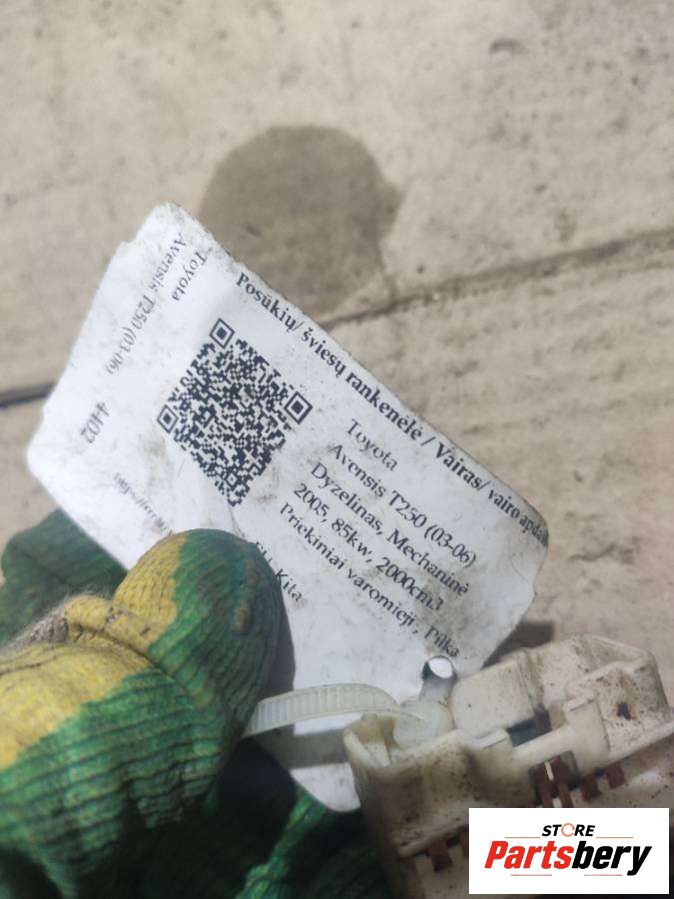 Posūkių/ šviesų rankenėlė / Vairas/ vairo apdaila
Toyota
Avensis T250 (03-06)
Dyzelinas, Mechaninė
2005, 85kw, 2000cm3
Priekiniai varomieji , Pilka
Kita
Toyota
Avensis T250 (03-06)
4402
STORE
Partsbery